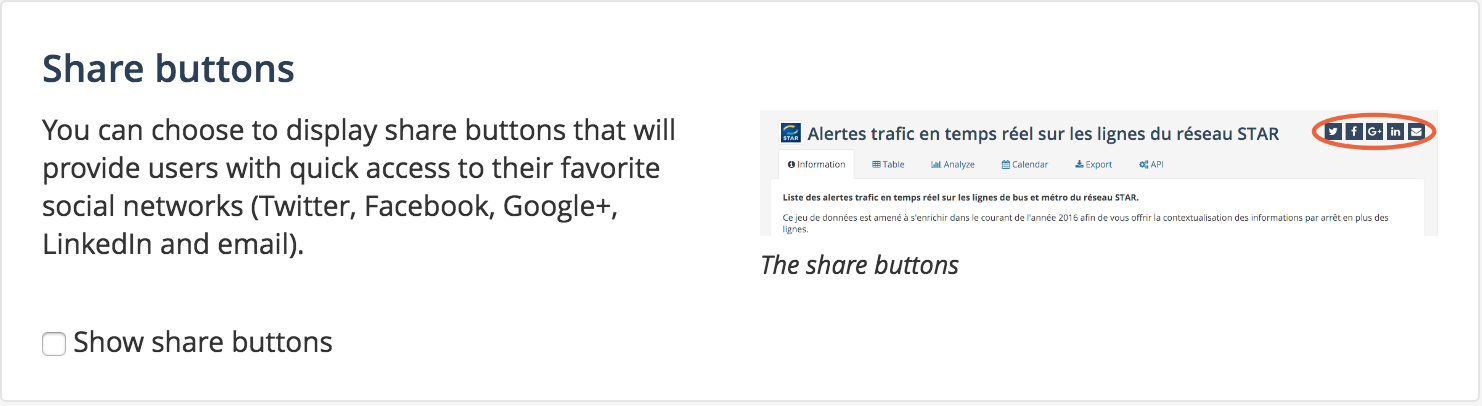 Share buttons
You can choose to display share buttons that will
provide users with quick access to their favorite
social networks (Twitter, Facebook, Google+,
LinkedIn and email).
Show share buttons
STAR
Alertes trafic en temps réel sur les lignes du réseau STAR
f G+ in
Information Table Analyze Calendar Export API
Liste des alertes trafic en temps réel sur les lignes de bus et métro du réseau STAR.
Ce jeu de données est amené à s'enrichir dans le courant de l'année 2016 afin de vous offrir la contextualisation des informations par arrêt en plus des
lignes.
The share buttons